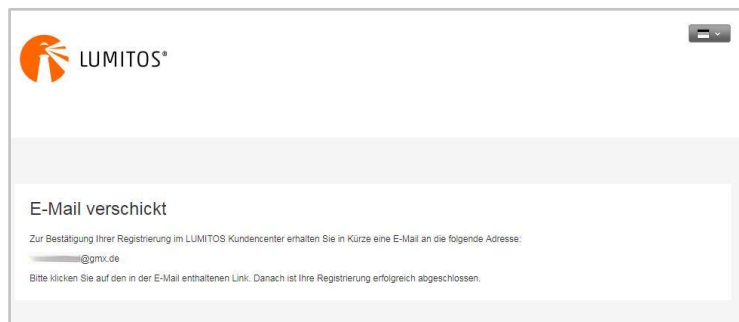 LUMITOS®
E-Mail verschickt
Zur Bestätigung Ihrer Registrierung im LUMITOS Kundencenter erhalten Sie in Kürze eine E-Mail an die folgende Adresse:
@gmx.de
Bitte klicken Sie auf den in der E-Mail enthaltenen Link. Danach ist Ihre Registrierung erfolgreich abgeschlossen.